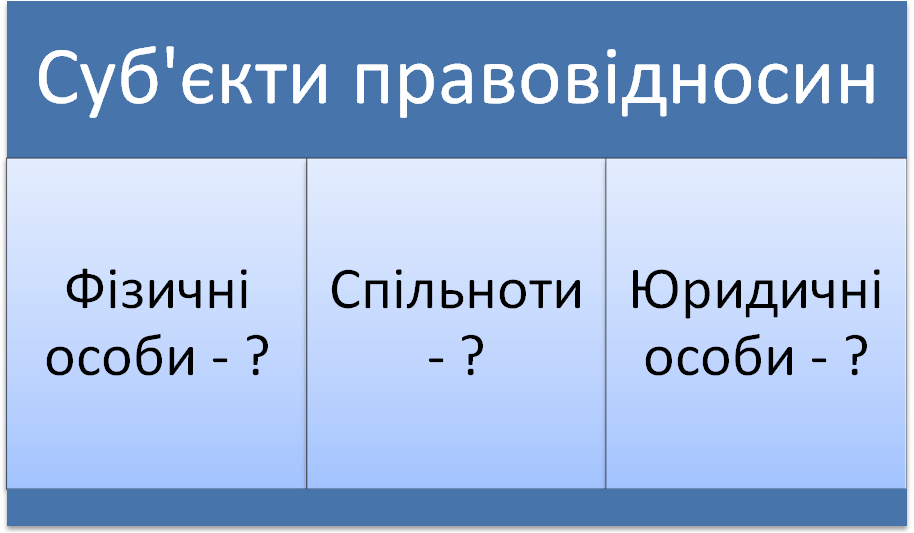 Суб'єкти правовідносин
Фізичні
особи - ?
Спільноти
- ?
Юридичні
особи - ?